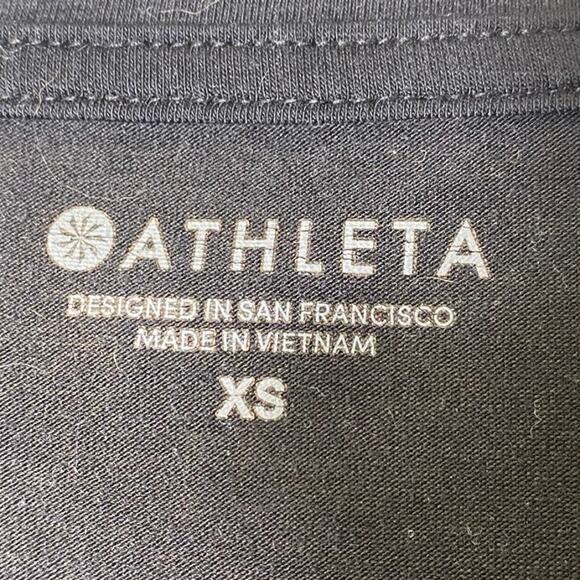 ATHLETA
DESIGNED IN SAN FRANCISCO
MADE IN VIETNAM
XS